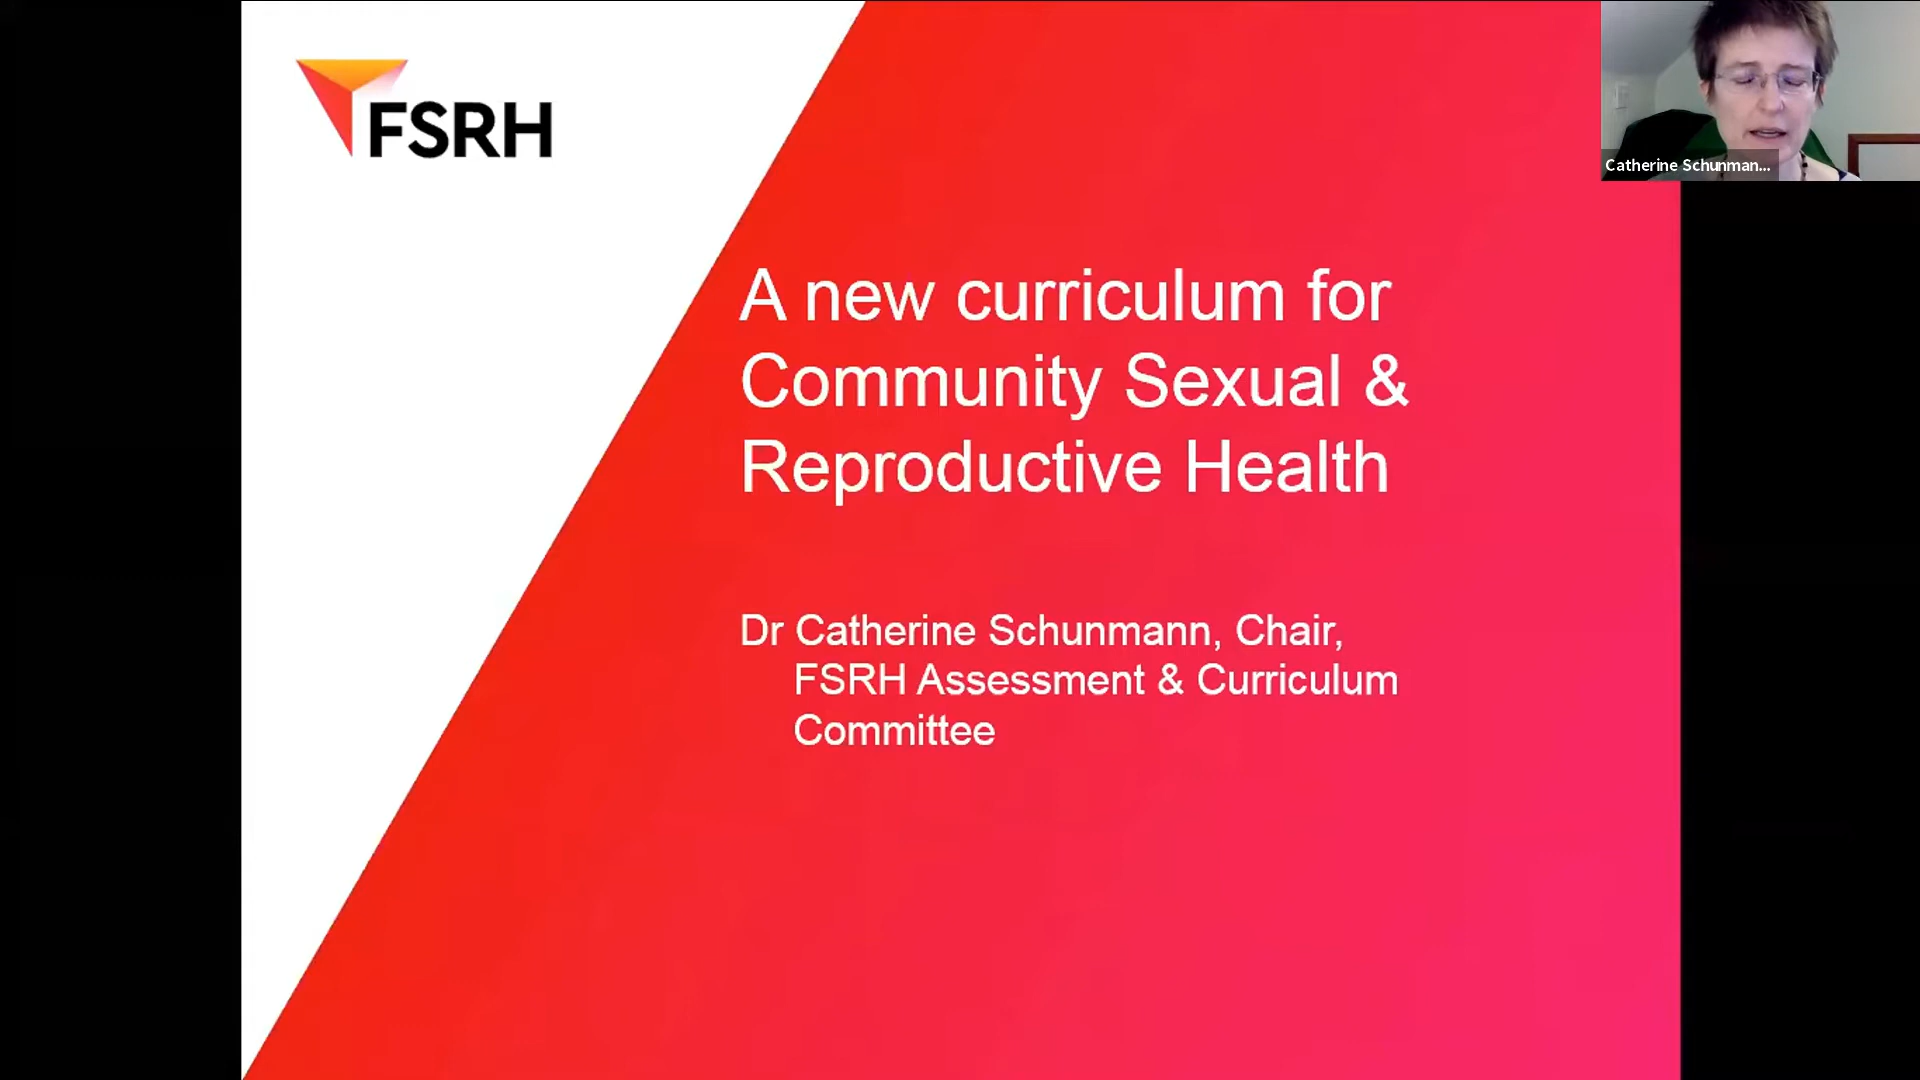 FSRH
A new curriculum for
Community Sexual &
Reproductive Health
Dr Catherine Schunmann, Chair,
FSRH Assessment & Curriculum
Committee
Catherine Schunman...